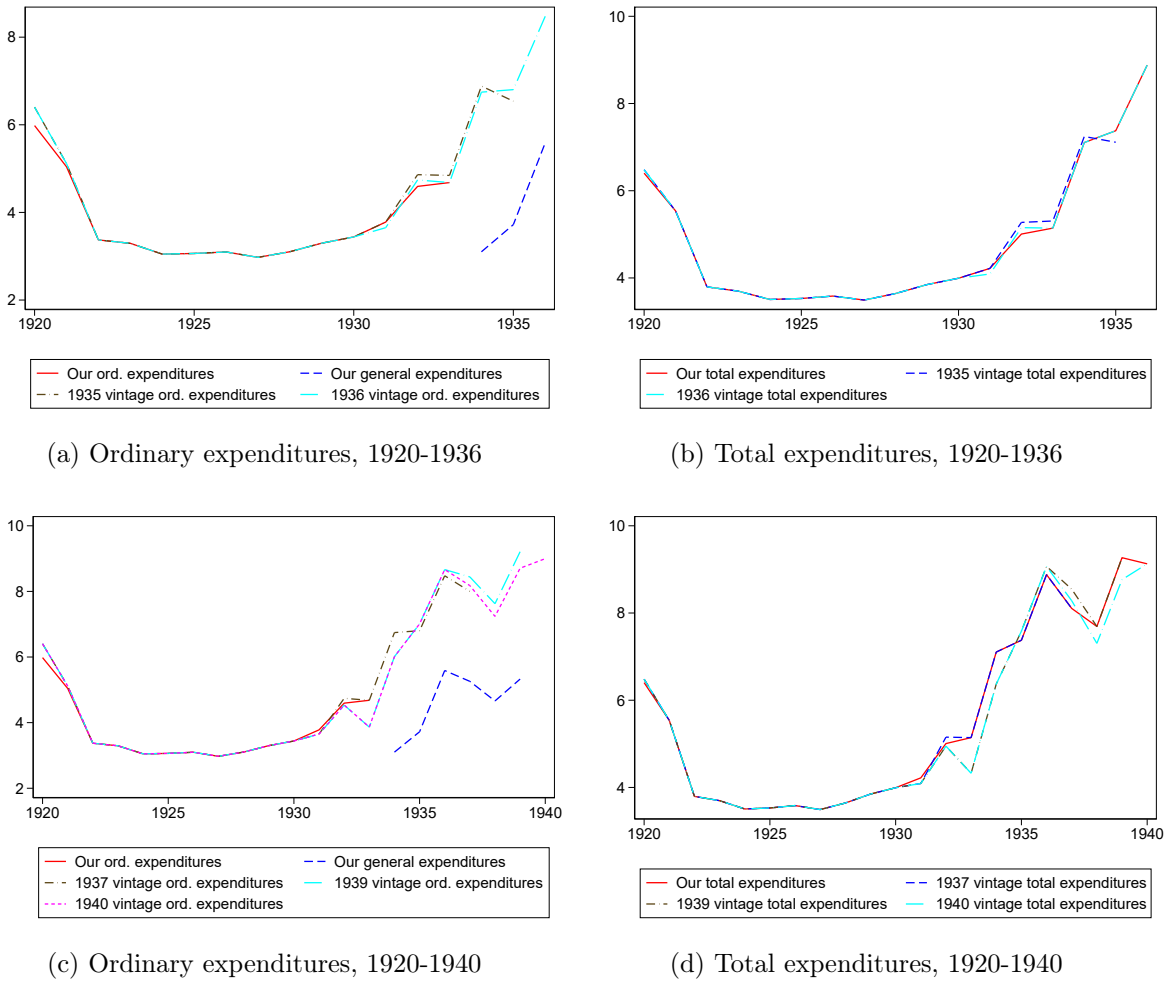 8
6
4
2
1920 1925 1930 1935
Our ord. expenditures Our general expenditures
1935 vintage ord. expenditures 1936 vintage ord. expenditures
(a) Ordinary expenditures, 1920-1936
10
8
6
4
1920 1925 1930 1935
Our total expenditures 1935 vintage total expenditures
1936 vintage total expenditures
(b) Total expenditures, 1920-1936
10
8
6
4
2
1920 1925 1930 1935 1940
Our ord. expenditures Our general expenditures
1937 vintage ord. expenditures 1939 vintage ord. expenditures
1940 vintage ord. expenditures
(c) Ordinary expenditures, 1920-1940
10
8
6
4
1920 1925 1930 1935 1940
Our total expenditures 1937 vintage total expenditures
1939 vintage total expenditures 1940 vintage total expenditures
(d) Total expenditures, 1920-1940